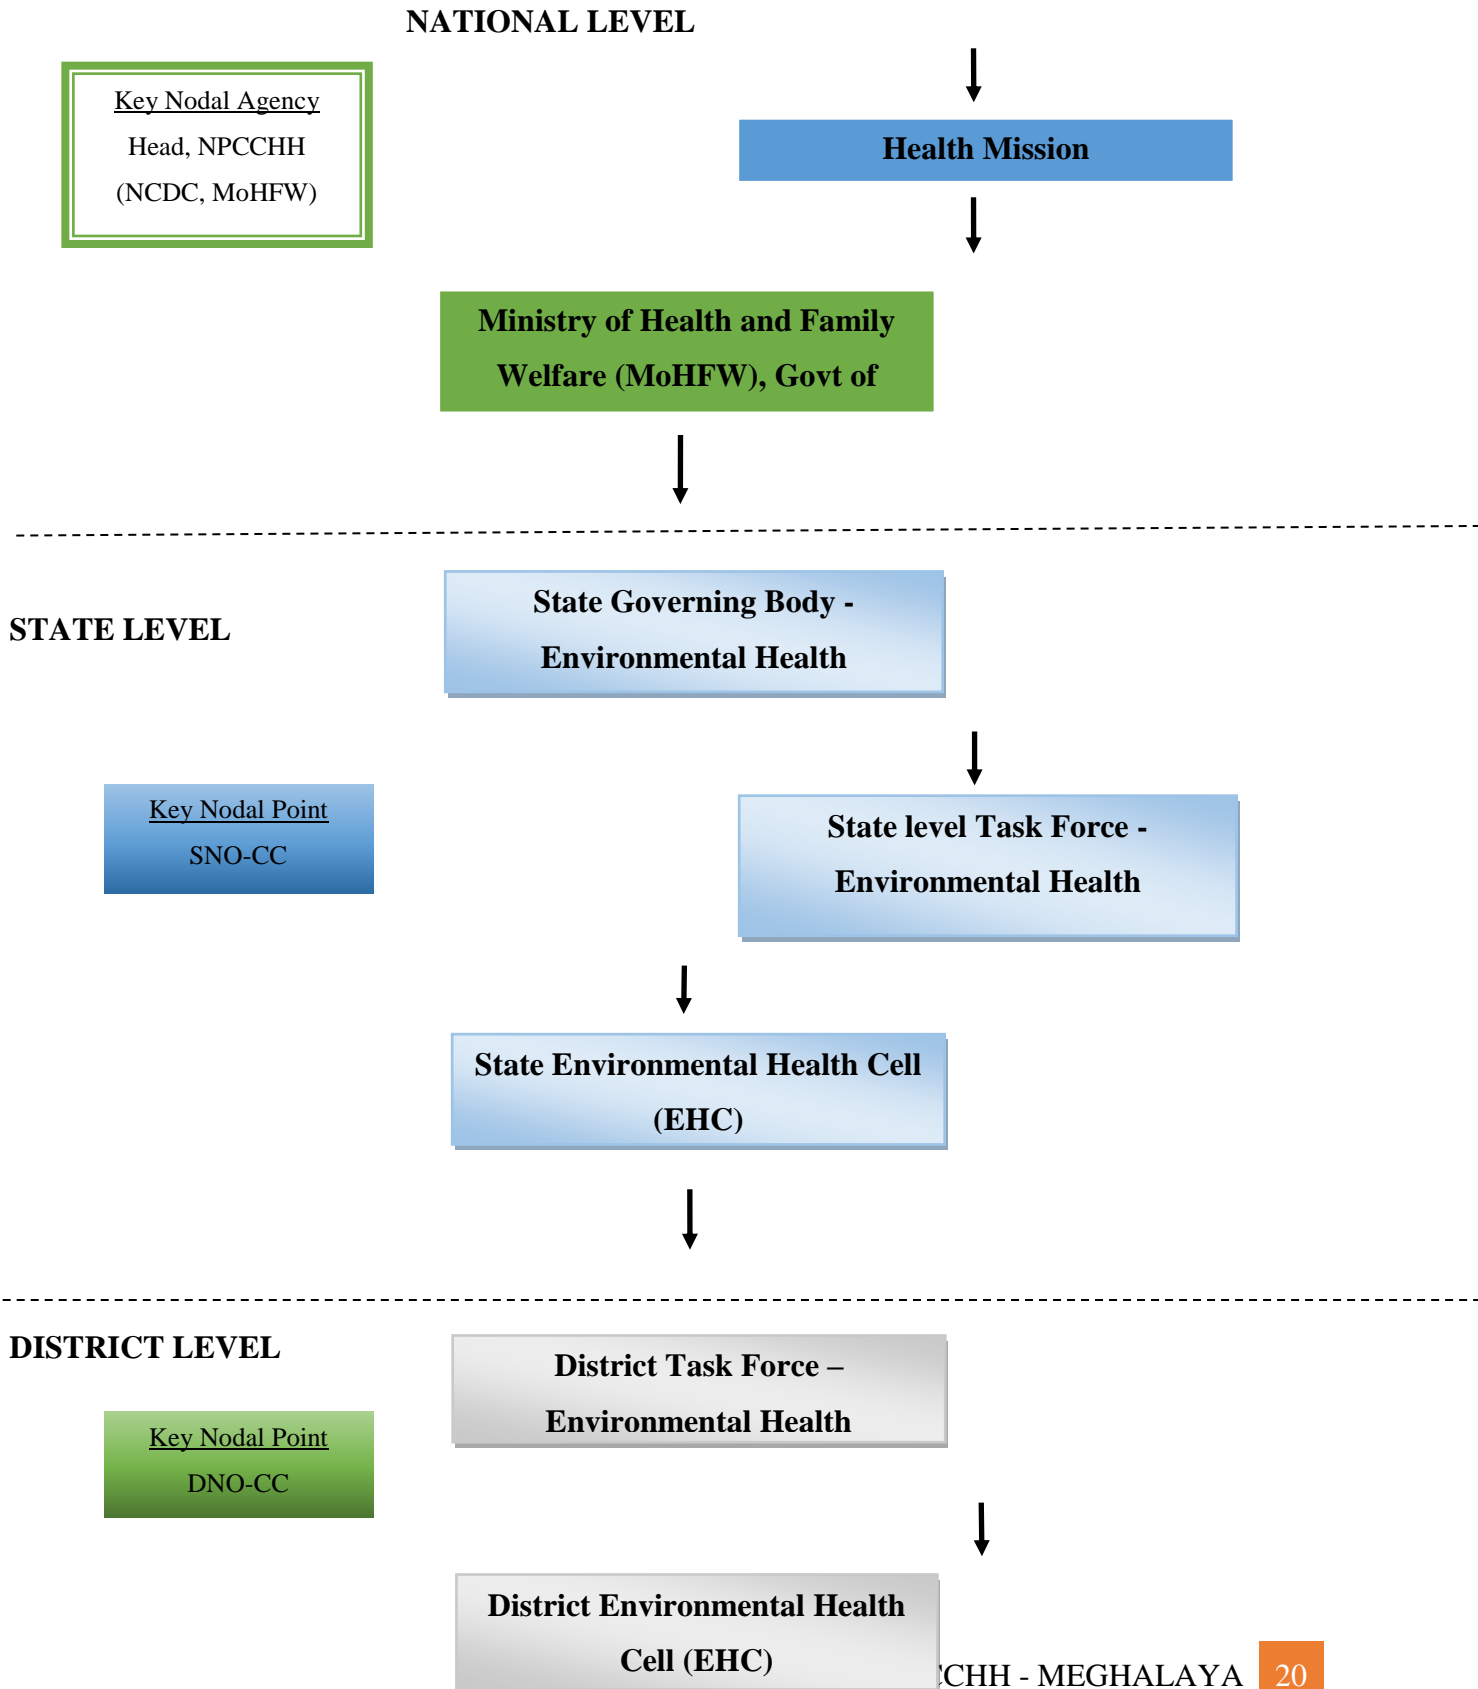 NATIONAL LEVEL
Key Nodal Agency
Head, NPCCHH
(NCDC, MoHFW)
Health Mission
Ministry of Health and Family
Welfare (MoHFW), Govt of
State Governing Body -
Environmental Health
STATE LEVEL
Key Nodal Point
SNO-CC
State level Task Force -
Environmental Health
State Environmental Health Cell
(EHC)
DISTRICT LEVEL
District Task Force –
Environmental Health
Key Nodal Point
DNO-CC
District Environmental Health
Cell (EHC)
CHH - MEGHALAYA 20